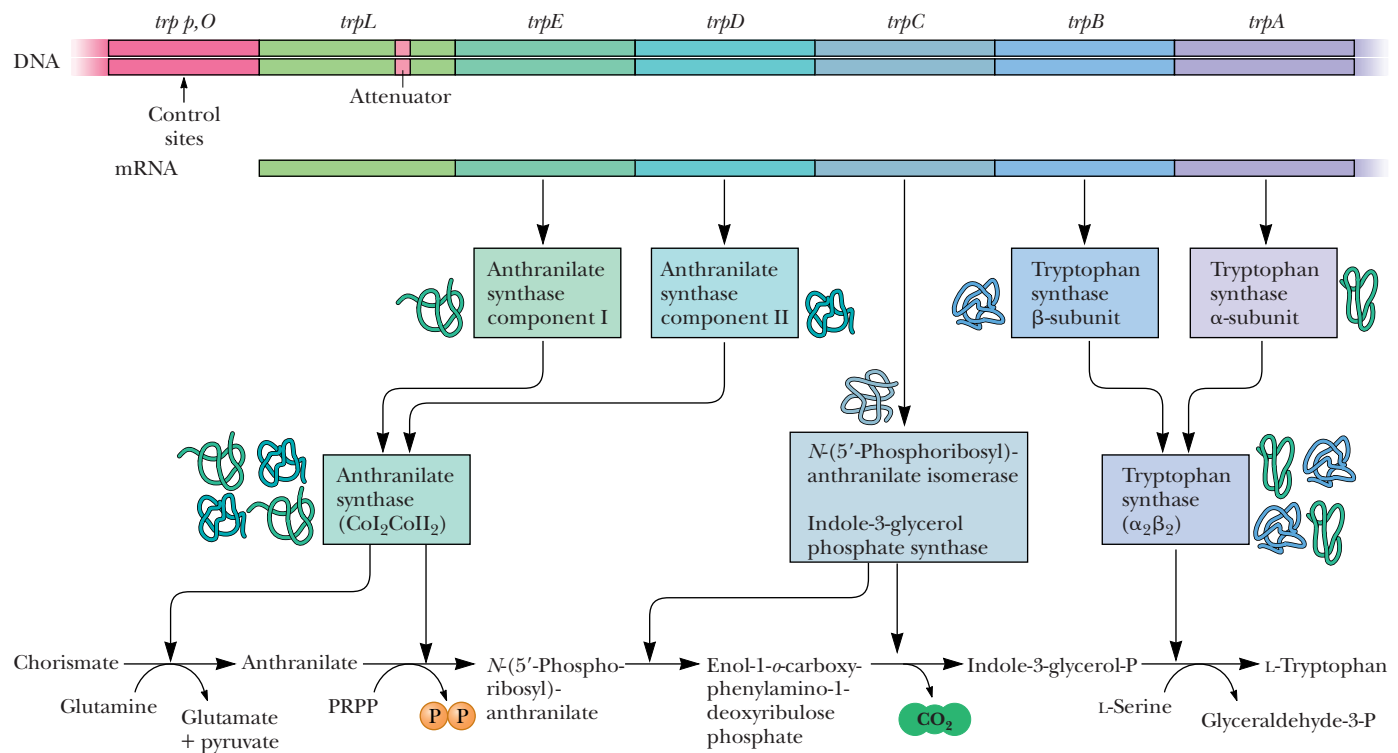 trp p, O
trpL
trpE
trpD
trpC
trpB
trpA
DNA
Attenuator
Control
sites
mRNA
Anthranilate
synthase
component I
Anthranilate
synthase
component II
Tryptophan
synthase
β-subunit
Tryptophan
synthase
α-subunit
Anthranilate
synthase
(CoI₂CoII₂)
N-(5′-Phosphoribosyl)-
anthranilate isomerase
Indole-3-glycerol
phosphate synthase
Tryptophan
synthase
(α₂β₂)
Chorismate
Glutamine
Glutamate
+ pyruvate
Anthranilate
PRPP
P P
N-(5′-Phospho-
ribosyl)-
anthranilate
Enol-1-o-carboxy-
phenylamino-1-
deoxyribulose
phosphate
CO₂
Indole-3-glycerol-P
L-Serine
Glyceraldehyde-3-P
L-Tryptophan